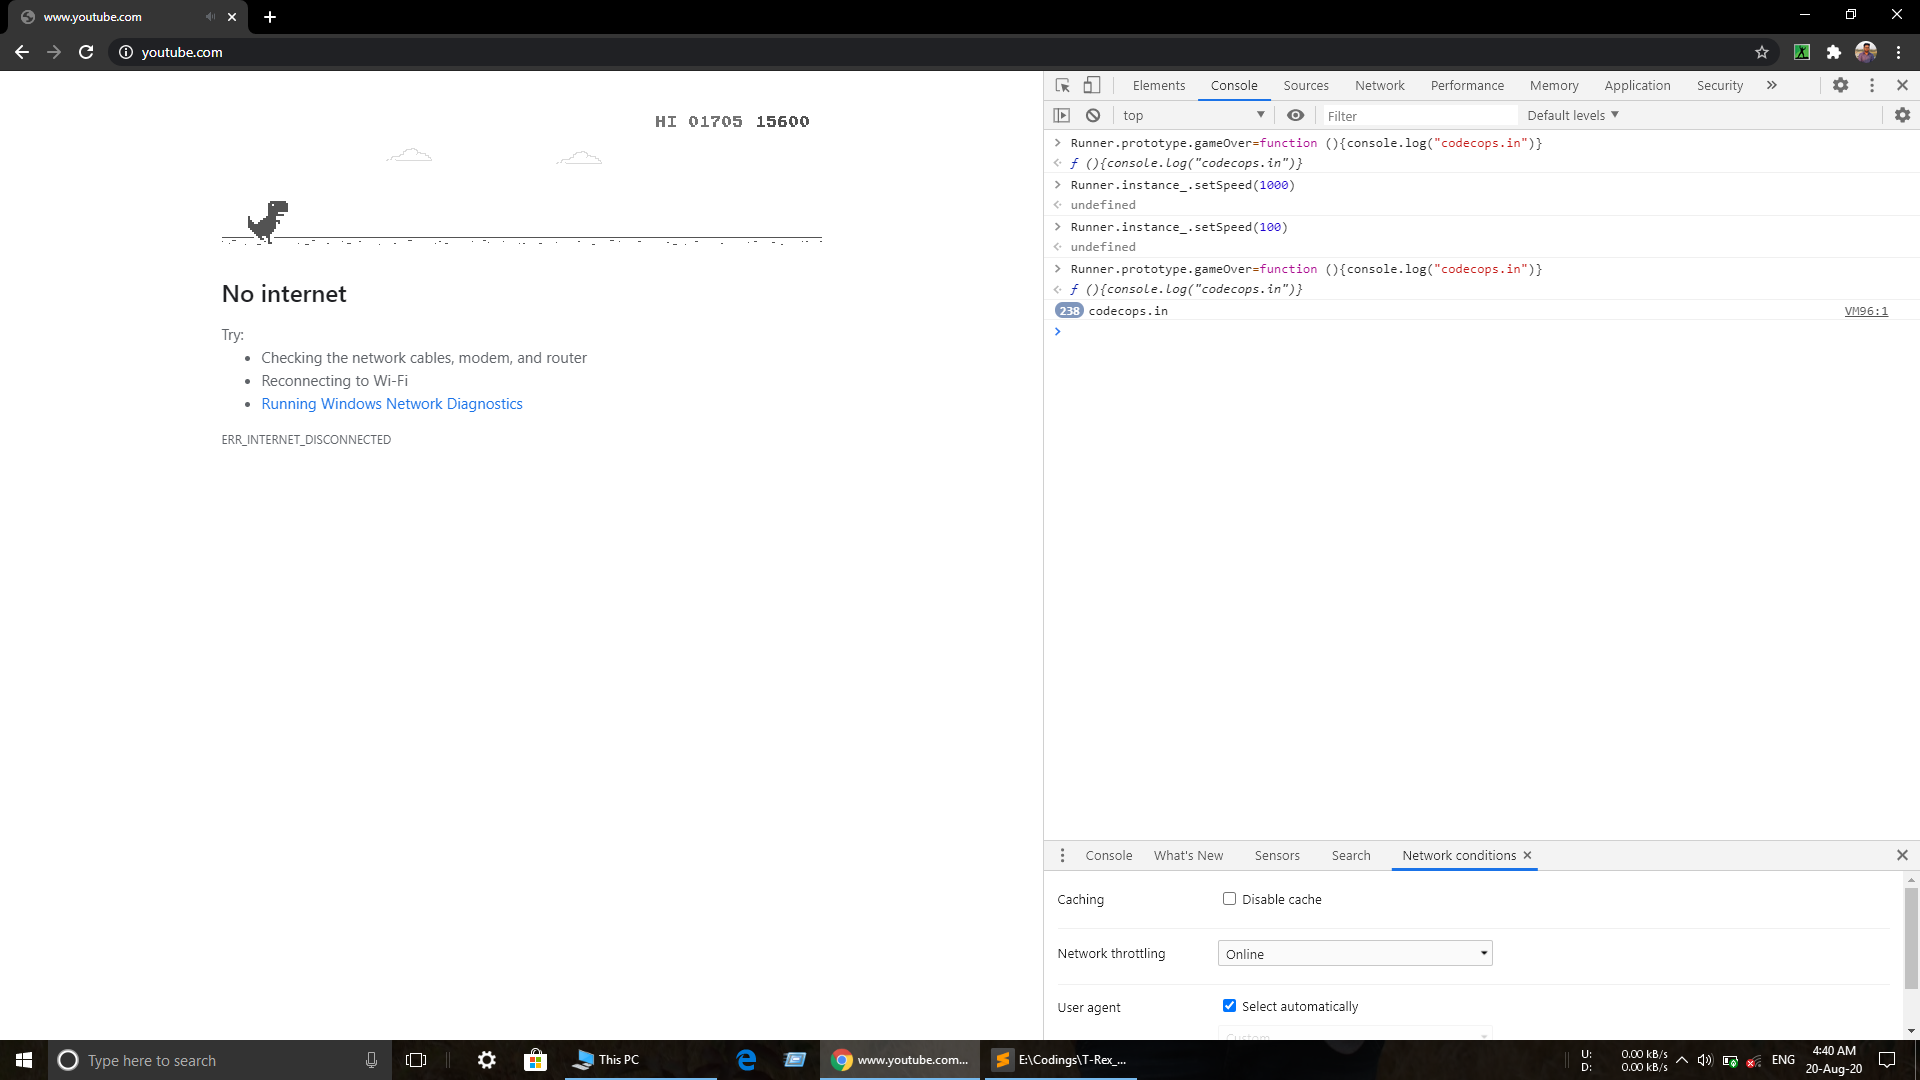 www.youtube.com
youtube.com
HI 01705 15600
No internet
Try:
Checking the network cables, modem, and router
Reconnecting to Wi-Fi
Running Windows Network Diagnostics
ERR_INTERNET_DISCONNECTED
Elements Console Sources Network Performance Memory Application Security
top Filter Default levels
Runner.prototype.gameOver=function (){console.log("codecops.in")}
ƒ (){console.log("codecops.in")}
Runner.instance_.setSpeed(1000)
undefined
Runner.instance_.setSpeed(100)
undefined
Runner.prototype.gameOver=function (){console.log("codecops.in")}
ƒ (){console.log("codecops.in")}
238 codecops.in VM96:1
Console What's New Sensors Search Network conditions
Caching Disable cache
Network throttling Online
User agent Select automatically
Custom...
Type here to search
This PC
www.youtube.com...
E:\Codings\T-Rex_...
U: 0.00 kB/s
D: 0.00 kB/s
ENG
4:40 AM
20-Aug-20